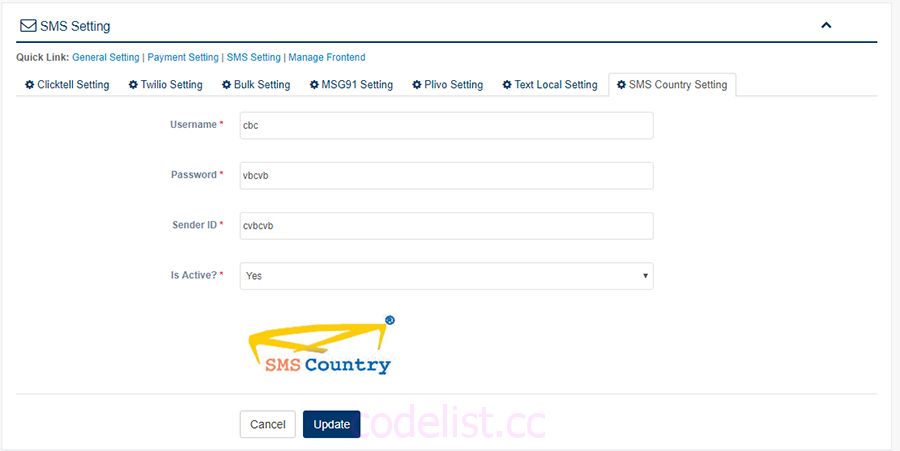 SMS Setting
Quick Link: General Setting | Payment Setting | SMS Setting | Manage Frontend
Clicktell Setting Twilio Setting Bulk Setting MSG91 Setting Plivo Setting Text Local Setting SMS Country Setting
Username * cbc
Password * vbcvb
Sender ID * cvbcvb
Is Active? * Yes
®
SMS Country
Cancel Update codelist.cc